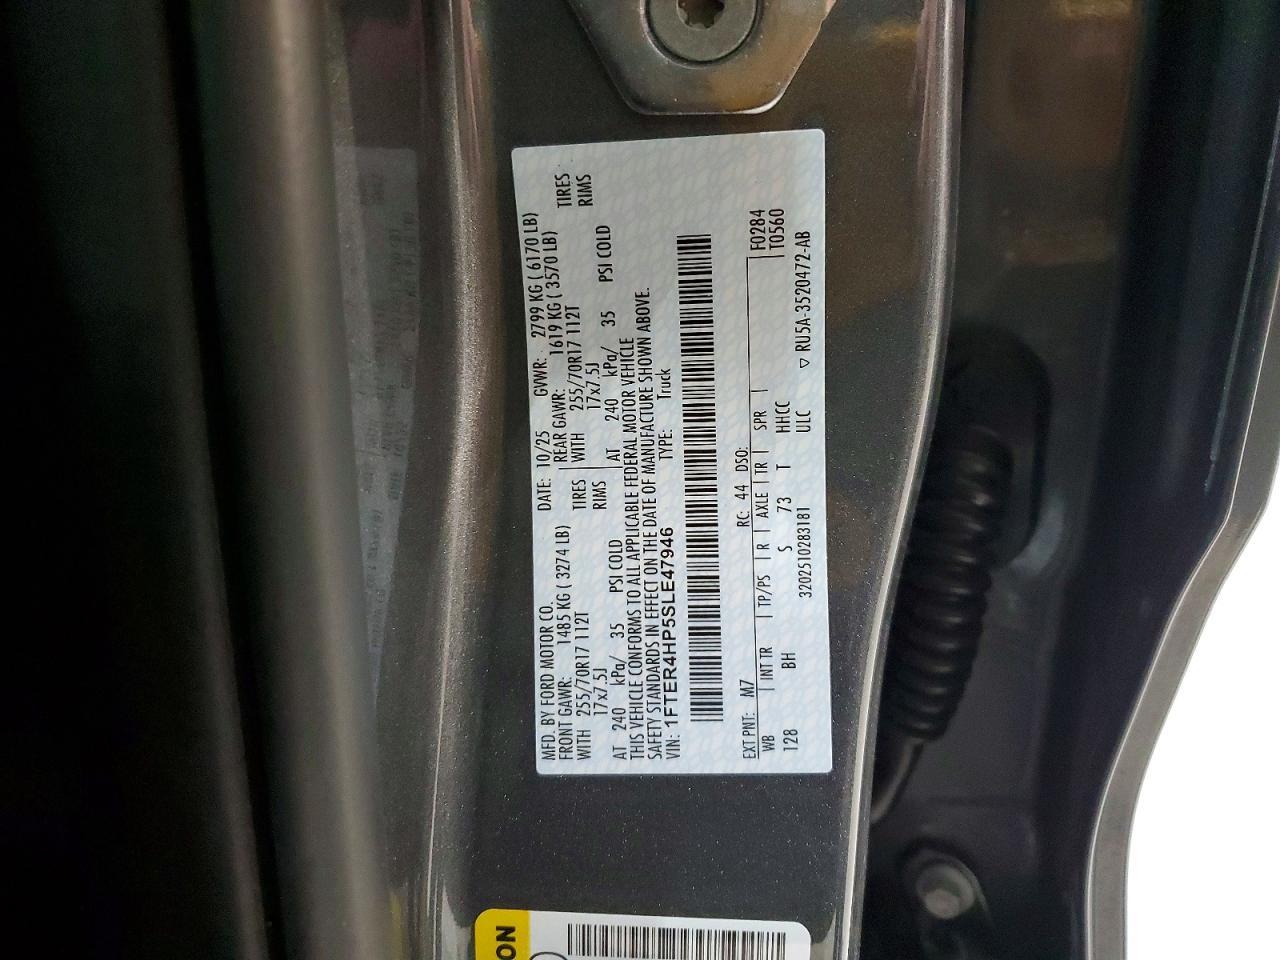 MFD. BY FORD MOTOR CO.
DATE: 10/25 GVWR: 2799 KG ( 6170 LB)
FRONT GAWR: 1485 KG ( 3274 LB) REAR GAWR: 1619 KG ( 3570 LB)
WITH 255/70R17 112T TIRES WITH 255/70R17 112T TIRES
17x7.5J RIMS 17x7.5J RIMS
AT 240 kPa/ 35 PSI COLD AT 240 kPa/ 35 PSI COLD
THIS VEHICLE CONFORMS TO ALL APPLICABLE FEDERAL MOTOR VEHICLE
SAFETY STANDARDS IN EFFECT ON THE DATE OF MANUFACTURE SHOWN ABOVE.
VIN: 1FTER4HP5SLE47946 TYPE: Truck
EXT PNT: M7 RC: 44 DSO: F0284
WB INT TR TP/PS R AXLE TR SPR T0560
128 BH S 73 T HHCC
3202510283181 ULC ▽ RU5A-3520472-AB
ON